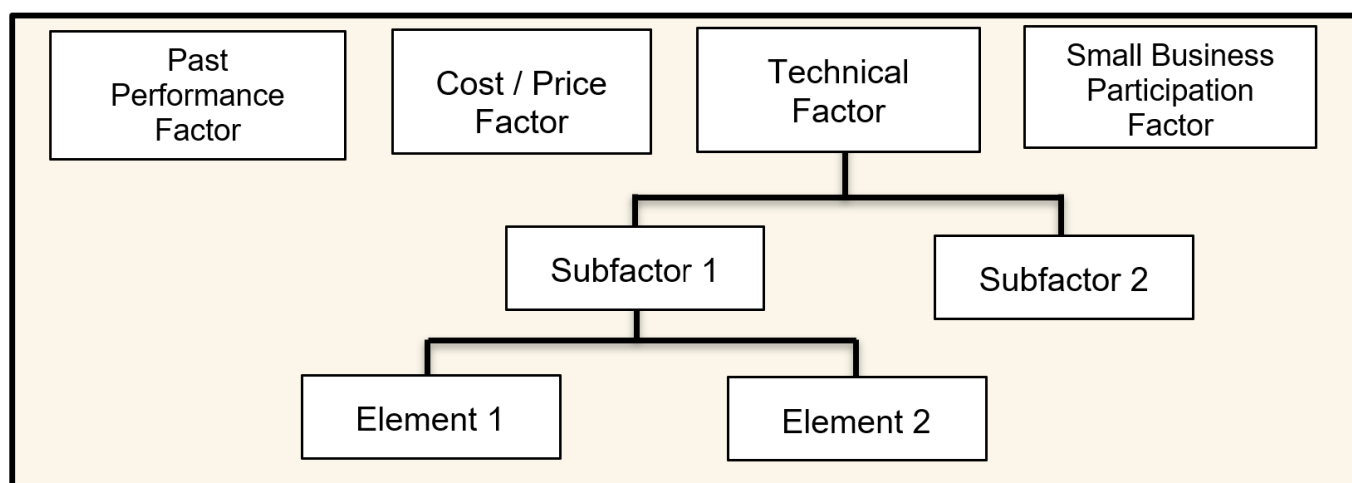 Past
Performance
Factor
Cost / Price
Factor
Technical
Factor
Small Business
Participation
Factor
Subfactor 1
Subfactor 2
Element 1
Element 2